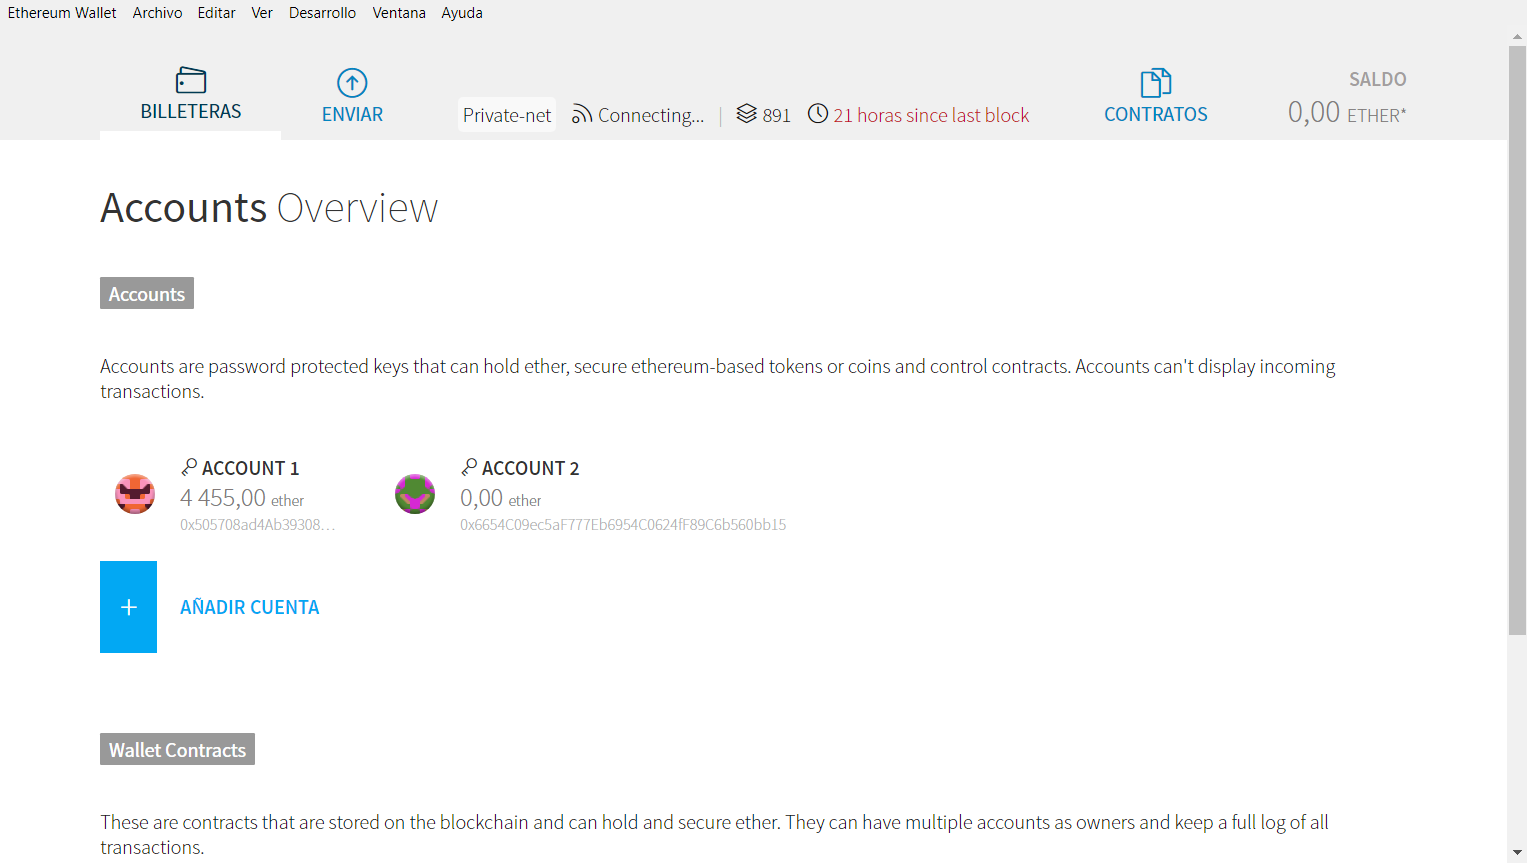 Ethereum Wallet Archivo Editar Ver Desarrollo Ventana Ayuda
BILLETERAS
ENVIAR
Private-net
Connecting...
|
891
21 horas since last block
CONTRATOS
SALDO
0,00 ETHER*
Accounts Overview
Accounts
Accounts are password protected keys that can hold ether, secure ethereum-based tokens or coins and control contracts. Accounts can't display incoming
transactions.
ACCOUNT 1
4 455,00 ether
0x505708ad4Ab39308…
ACCOUNT 2
0,00 ether
0x6654C09ec5aF777Eb6954C0624fF89C6b560bb15
+
AÑADIR CUENTA
Wallet Contracts
These are contracts that are stored on the blockchain and can hold and secure ether. They can have multiple accounts as owners and keep a full log of all
transactions.